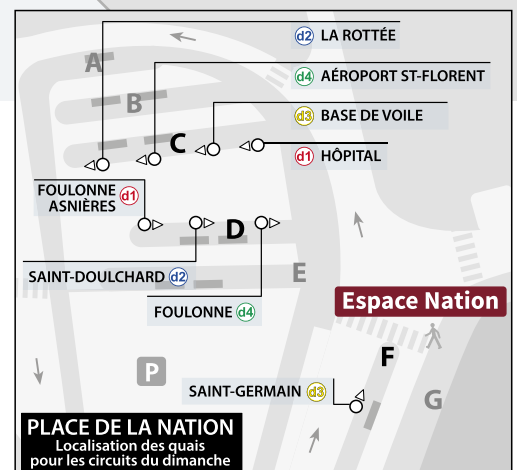 d2 LA ROTTÉE
A
d4 AÉROPORT ST-FLORENT
B
d3 BASE DE VOILE
C
d1 HÔPITAL
FOULONNE
ASNIÈRES d1
D
SAINT-DOULCHARD d2
E
FOULONNE d4
Espace Nation
F
P
SAINT-GERMAIN d3
G
PLACE DE LA NATION
Localisation des quais
pour les circuits du dimanche